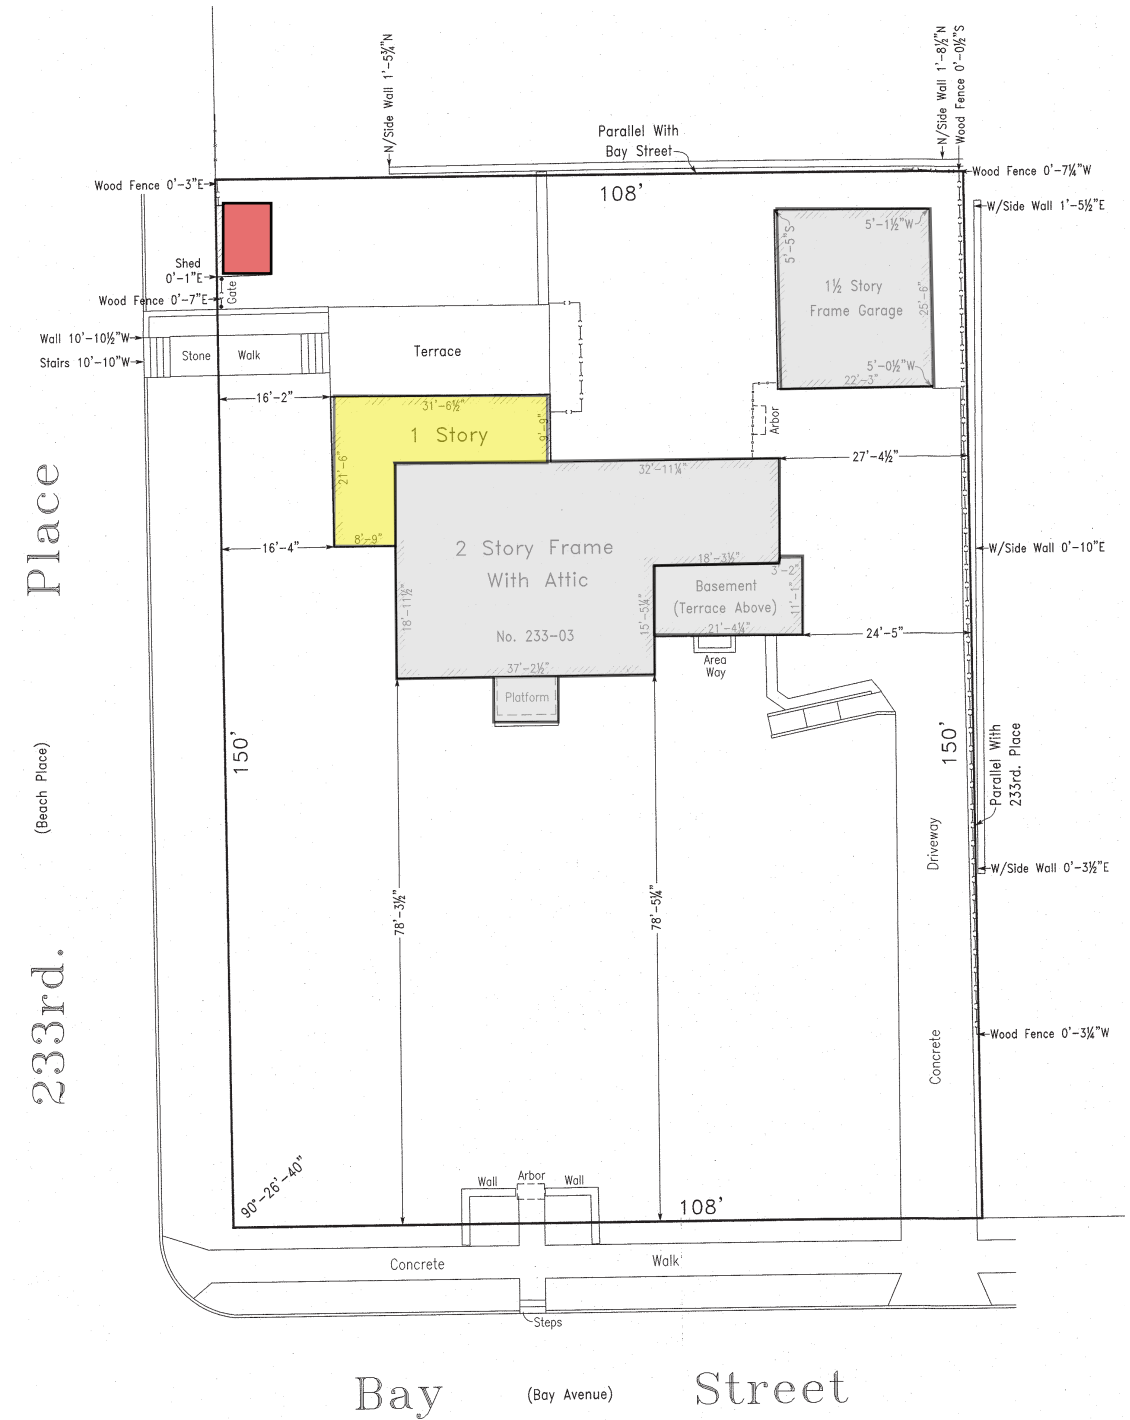 N/Side Wall 1'-5¾"N
N/Side Wall 1'-8½"N
Wood Fence 0'-0½"S
Parallel With
Bay Street
Wood Fence 0'-3"E
108'
Wood Fence 0'-7¼"W
W/Side Wall 1'-5½"E
5'-5"S
5'-1½"W
Shed
0'-1"E
Gate
Wood Fence 0'-7"E
1½ Story
Frame Garage
25'-6"
Wall 10'-10½"W
Stairs 10'-10"W
Stone Walk
Terrace
5'-0½"W
22'-3"
16'-2"
31'-6½"
1 Story
9'-9"
Arbor
21'-6"
32'-11¼"
27'-4½"
8'-9"
16'-4"
2 Story Frame
With Attic
No. 233-03
18'-11½"
37'-2½"
15'-5¼"
18'-3½"
3'-2"
Basement
(Terrace Above)
11'-1"
21'-4¼"
W/Side Wall 0'-10"E
24'-5"
Area
Way
Platform
150'
150'
Parallel With
233rd. Place
233rd. Place
(Beach Place)
78'-3½"
78'-5¼"
Concrete Driveway
W/Side Wall 0'-3½"E
Wood Fence 0'-3¼"W
90°-26'-40"
Wall
Arbor
Wall
108'
Concrete Walk
Steps
Bay Street
(Bay Avenue)